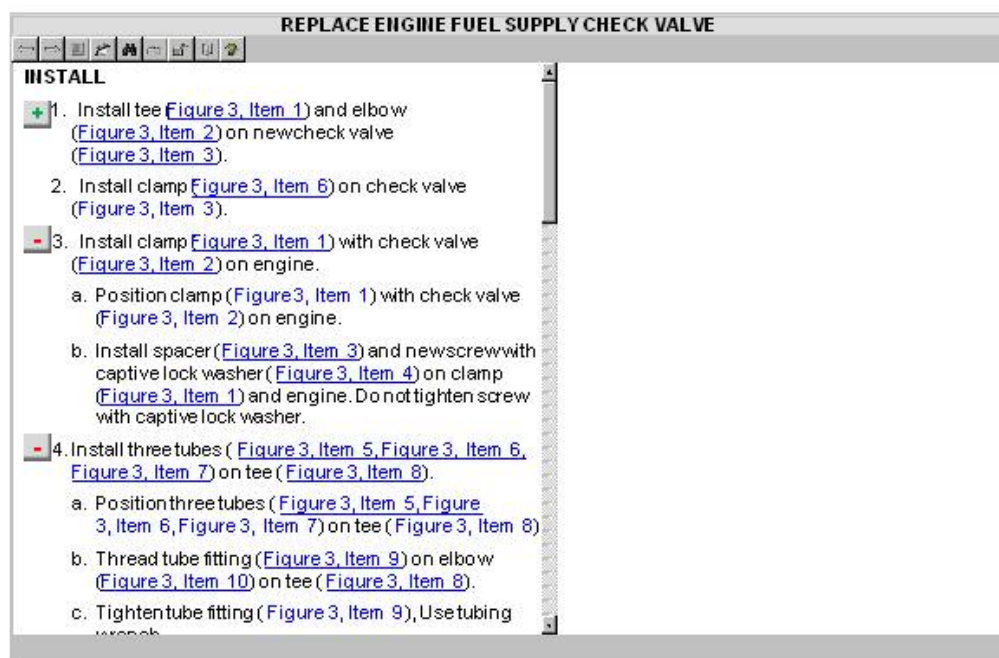 REPLACE ENGINE FUEL SUPPLY CHECK VALVE
INSTALL
+ 1. Install tee (Figure 3, Item 1) and elbow
(Figure 3, Item 2) on new check valve
(Figure 3, Item 3).
2. Install clamp (Figure 3, Item 6) on check valve
(Figure 3, Item 3).
- 3. Install clamp (Figure 3, Item 1) with check valve
(Figure 3, Item 2) on engine.
a. Position clamp (Figure 3, Item 1) with check valve
(Figure 3, Item 2) on engine.
b. Install spacer (Figure 3, Item 3) and new screw with
captive lock washer (Figure 3, Item 4) on clamp
(Figure 3, Item 1) and engine. Do not tighten screw
with captive lock washer.
- 4. Install three tubes (Figure 3, Item 5, Figure 3, Item 6,
Figure 3, Item 7) on tee (Figure 3, Item 8).
a. Position three tubes (Figure 3, Item 5, Figure
3, Item 6, Figure 3, Item 7) on tee (Figure 3, Item 8)
b. Thread tube fitting (Figure 3, Item 9) on elbow
(Figure 3, Item 10) on tee (Figure 3, Item 8).
c. Tighten tube fitting (Figure 3, Item 9), Use tubing